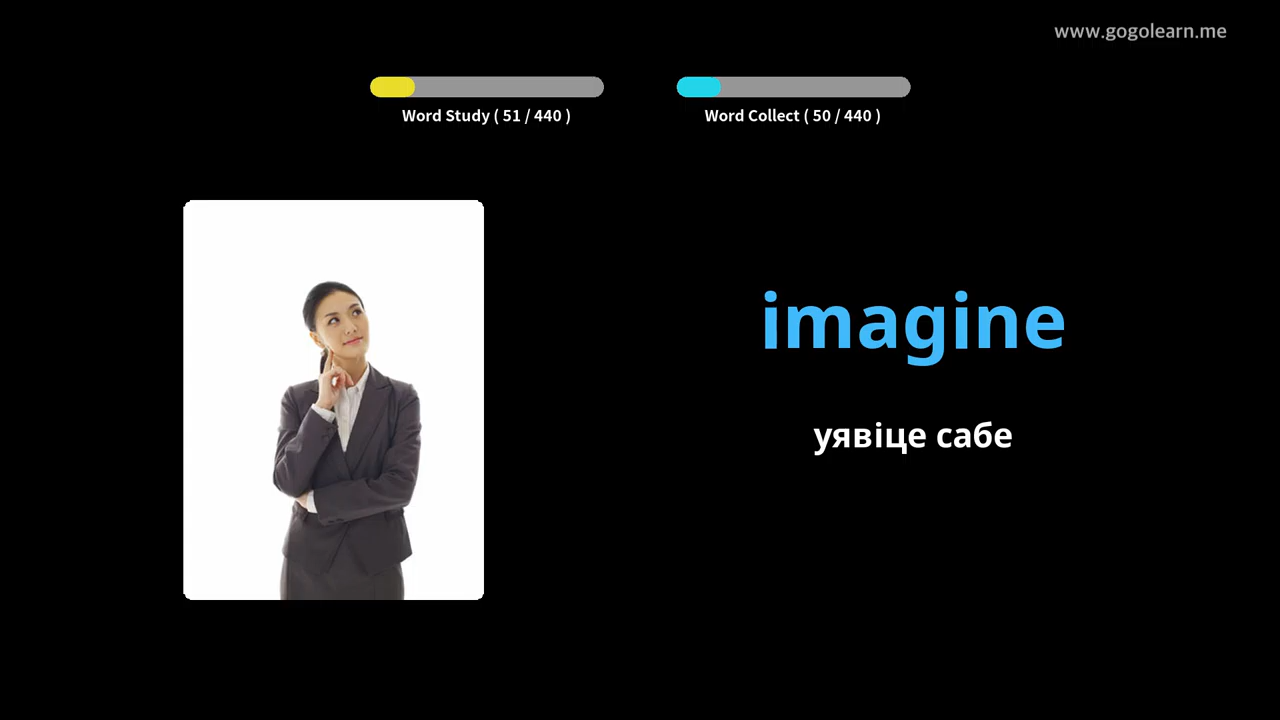 www.gogolearn.me
Word Study ( 51 / 440 )
Word Collect ( 50 / 440 )
imagine
уявіце сабе